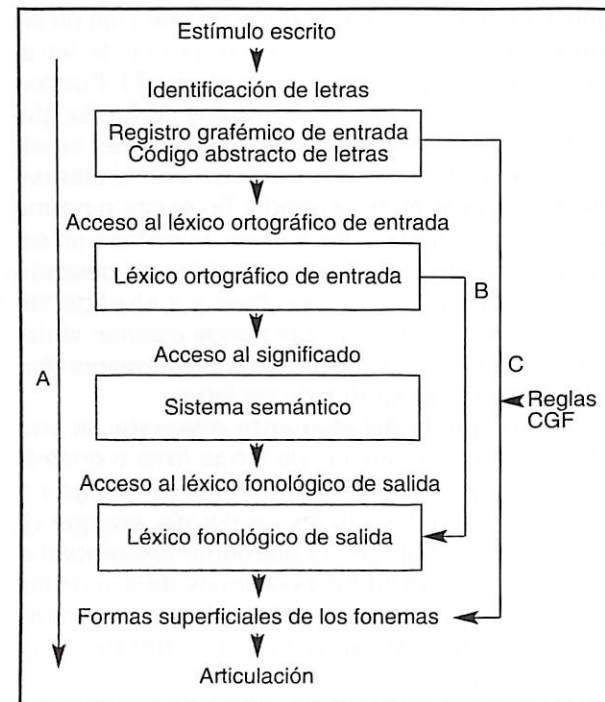 Estímulo escrito
Identificación de letras
Registro grafémico de entrada
Código abstracto de letras
Acceso al léxico ortográfico de entrada
Léxico ortográfico de entrada
B
Acceso al significado
C
A
Sistema semántico
Reglas
CGF
Acceso al léxico fonológico de salida
Léxico fonológico de salida
Formas superficiales de los fonemas
Articulación